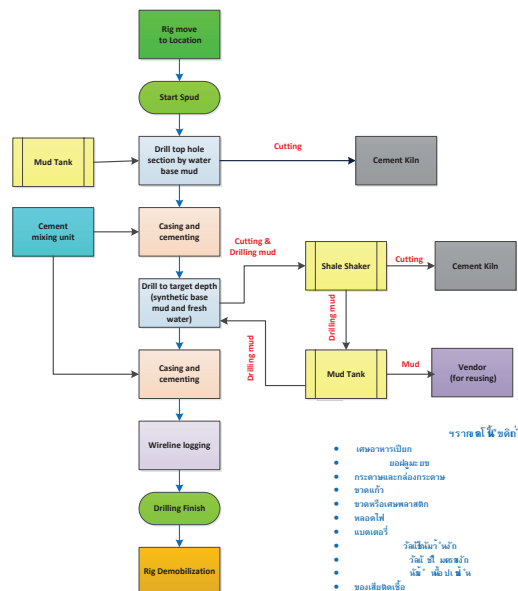 Rig move
to Location
Start Spud
Mud Tank
Drill top hole
section by water
base mud
Cutting
Cement Kiln
Cement
mixing unit
Casing and
cementing
Cutting &
Drilling mud
Shale Shaker
Cutting
Cement Kiln
Drill to target depth
(synthetic base
mud and fresh
water)
Drilling mud
Drilling mud
Casing and
cementing
Mud Tank
Mud
Vendor
(for reusing)
Wireline logging
Drilling Finish
Rig Demobilization
เศษอาหารเปียก
กระดาษและกล่องกระดาษ
ขวดแก้ว
ขวดหรือเศษพลาสติก
หลอดไฟ
แบตเตอรี่
ของเสียติดเชื้อ